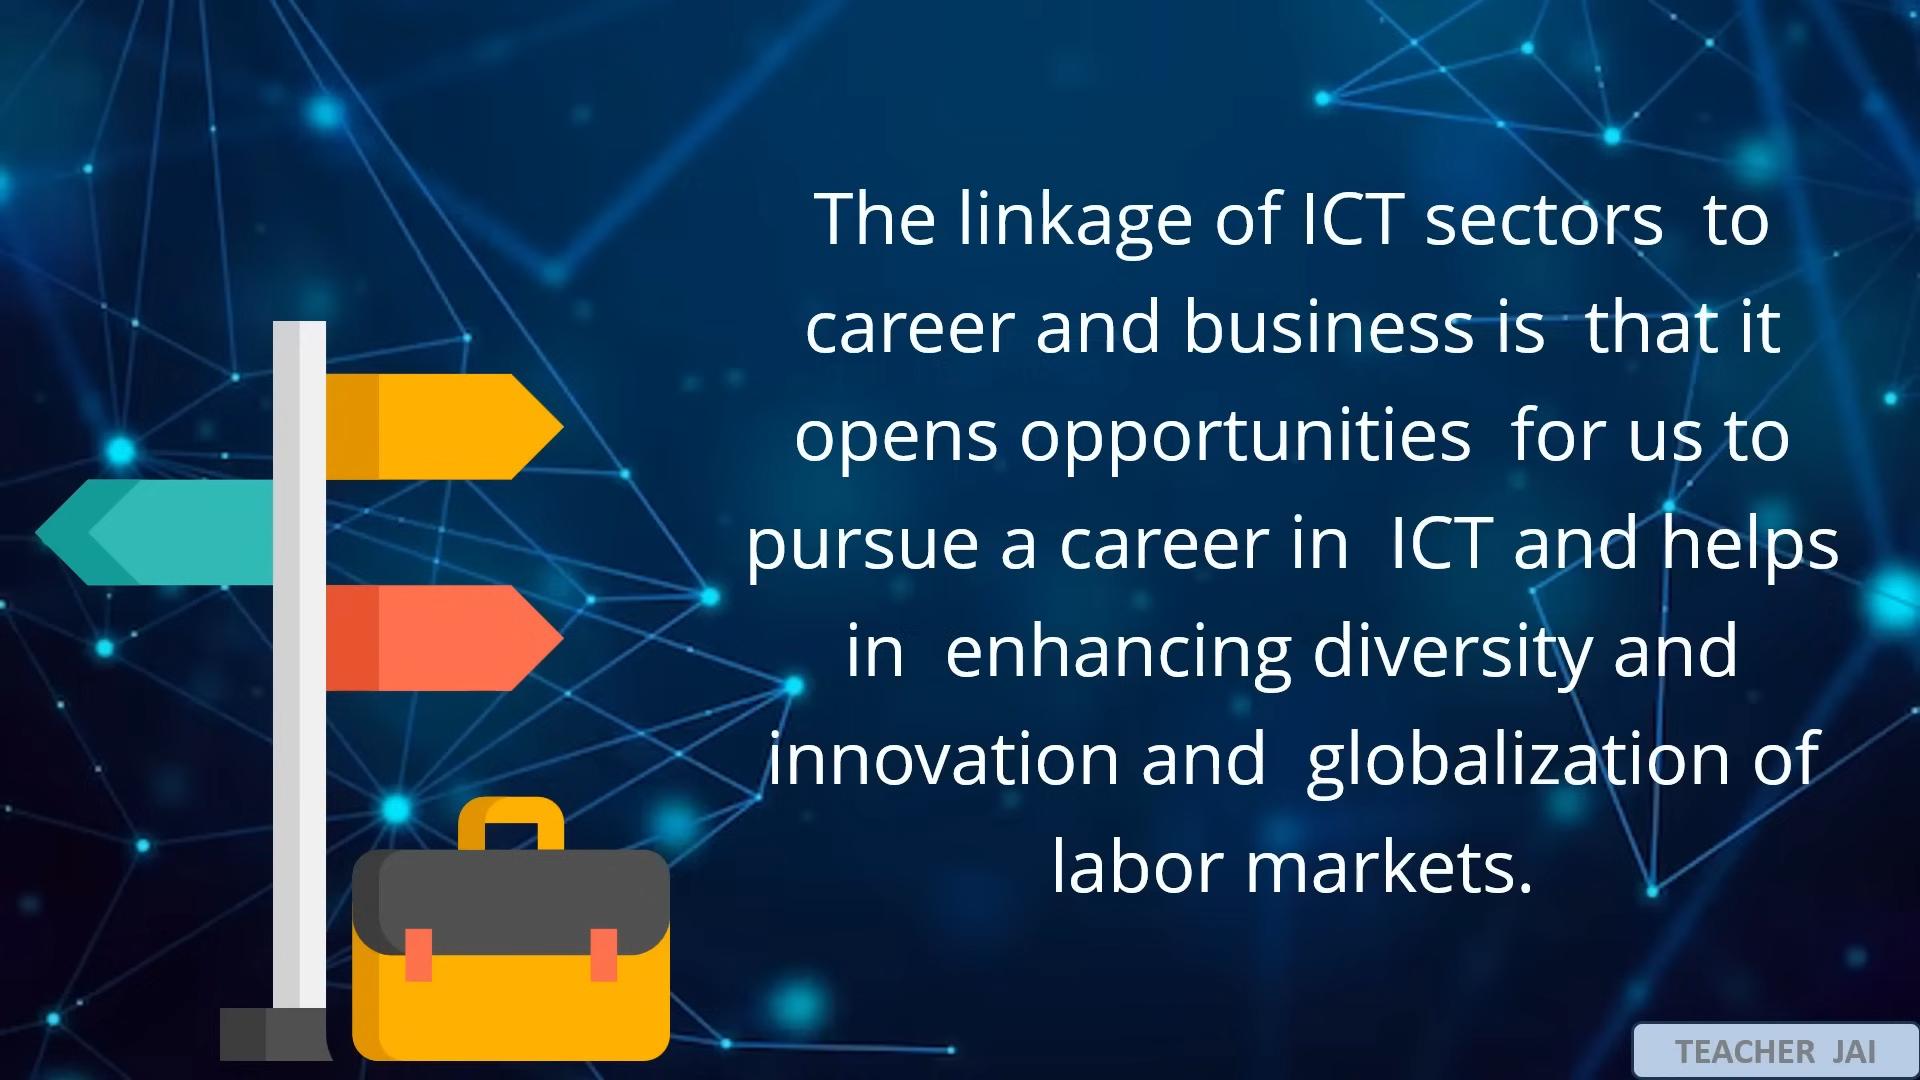 The linkage of ICT sectors to
career and business is that it
opens opportunities for us to
pursue a career in ICT and helps
in enhancing diversity and
innovation and globalization of
labor markets.
TEACHER JAI